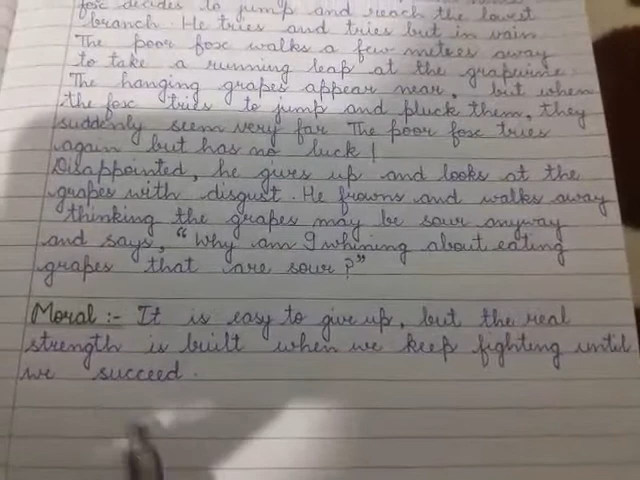 fox decides to jump and reach the lowest
branch. He tries and tries but in vain
The poor fox walks a few metres away
to take a running leap at the grapevine.
The hanging grapes appear near, but when
the fox tries to jump and pluck them, they
suddenly seem very far The poor fox tries
again but has no luck!
Disappointed, he gives up and looks at the
grapes with disgust. He frowns and walks away
thinking the grapes may be sour anyway
and says, "Why am I whining about eating
grapes that are sour?"
Moral:- It is easy to give up, but the real
strength is built when we keep fighting until
we succeed.